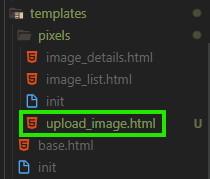 templates
pixels
image_details.html
image_list.html
init
upload_image.html U
base.html
init